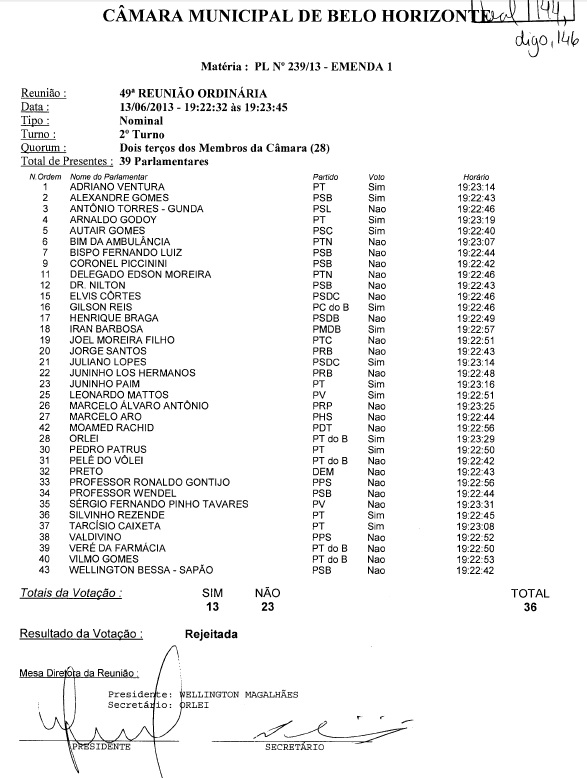 CÂMARA MUNICIPAL DE BELO HORIZONTE
144,
digo, 146
Matéria : PL Nº 239/13 - EMENDA 1
Reunião : 49ª REUNIÃO ORDINÁRIA
Data : 13/06/2013 - 19:22:32 às 19:23:45
Tipo : Nominal
Turno : 2º Turno
Quorum : Dois terços dos Membros da Câmara (28)
Total de Presentes : 39 Parlamentares
N.Ordem Nome do Parlamentar Partido Voto Horário
1 ADRIANO VENTURA PT Sim 19:23:14
2 ALEXANDRE GOMES PSB Sim 19:22:43
3 ANTÔNIO TORRES - GUNDA PSL Nao 19:22:46
4 ARNALDO GODOY PT Sim 19:23:19
5 AUTAIR GOMES PSC Sim 19:22:40
6 BIM DA AMBULÂNCIA PTN Nao 19:23:07
7 BISPO FERNANDO LUIZ PSB Nao 19:22:44
9 CORONEL PICCININI PSB Nao 19:22:42
11 DELEGADO EDSON MOREIRA PTN Nao 19:22:46
12 DR. NILTON PSB Nao 19:22:43
15 ELVIS CÔRTES PSDC Nao 19:22:46
16 GILSON REIS PC do B Sim 19:22:46
17 HENRIQUE BRAGA PSDB Nao 19:22:49
18 IRAN BARBOSA PMDB Sim 19:22:57
19 JOEL MOREIRA FILHO PTC Nao 19:22:51
20 JORGE SANTOS PRB Nao 19:22:43
21 JULIANO LOPES PSDC Sim 19:23:14
22 JUNINHO LOS HERMANOS PRB Nao 19:22:48
23 JUNINHO PAIM PT Sim 19:23:16
25 LEONARDO MATTOS PV Sim 19:22:51
26 MARCELO ÁLVARO ANTÔNIO PRP Nao 19:23:25
27 MARCELO ARO PHS Nao 19:22:44
42 MOAMED RACHID PDT Nao 19:22:56
28 ORLEI PT do B Sim 19:23:29
30 PEDRO PATRUS PT Sim 19:22:50
31 PELÉ DO VÔLEI PT do B Nao 19:22:42
32 PRETO DEM Nao 19:22:43
33 PROFESSOR RONALDO GONTIJO PPS Nao 19:22:56
34 PROFESSOR WENDEL PSB Nao 19:22:44
35 SÉRGIO FERNANDO PINHO TAVARES PV Nao 19:23:31
36 SILVINHO REZENDE PT Sim 19:22:45
37 TARCÍSIO CAIXETA PT Sim 19:23:08
38 VALDIVINO PPS Nao 19:22:52
39 VERÉ DA FARMÁCIA PT do B Nao 19:22:50
40 VILMO GOMES PT do B Nao 19:22:53
43 WELLINGTON BESSA - SAPÃO PSB Nao 19:22:42
Totais da Votação : SIM NÃO TOTAL
13 23 36
Resultado da Votação : Rejeitada
Mesa Diretora da Reunião :
Presidente: WELLINGTON MAGALHÃES
Secretário: ORLEI
PRESIDENTE SECRETÁRIO